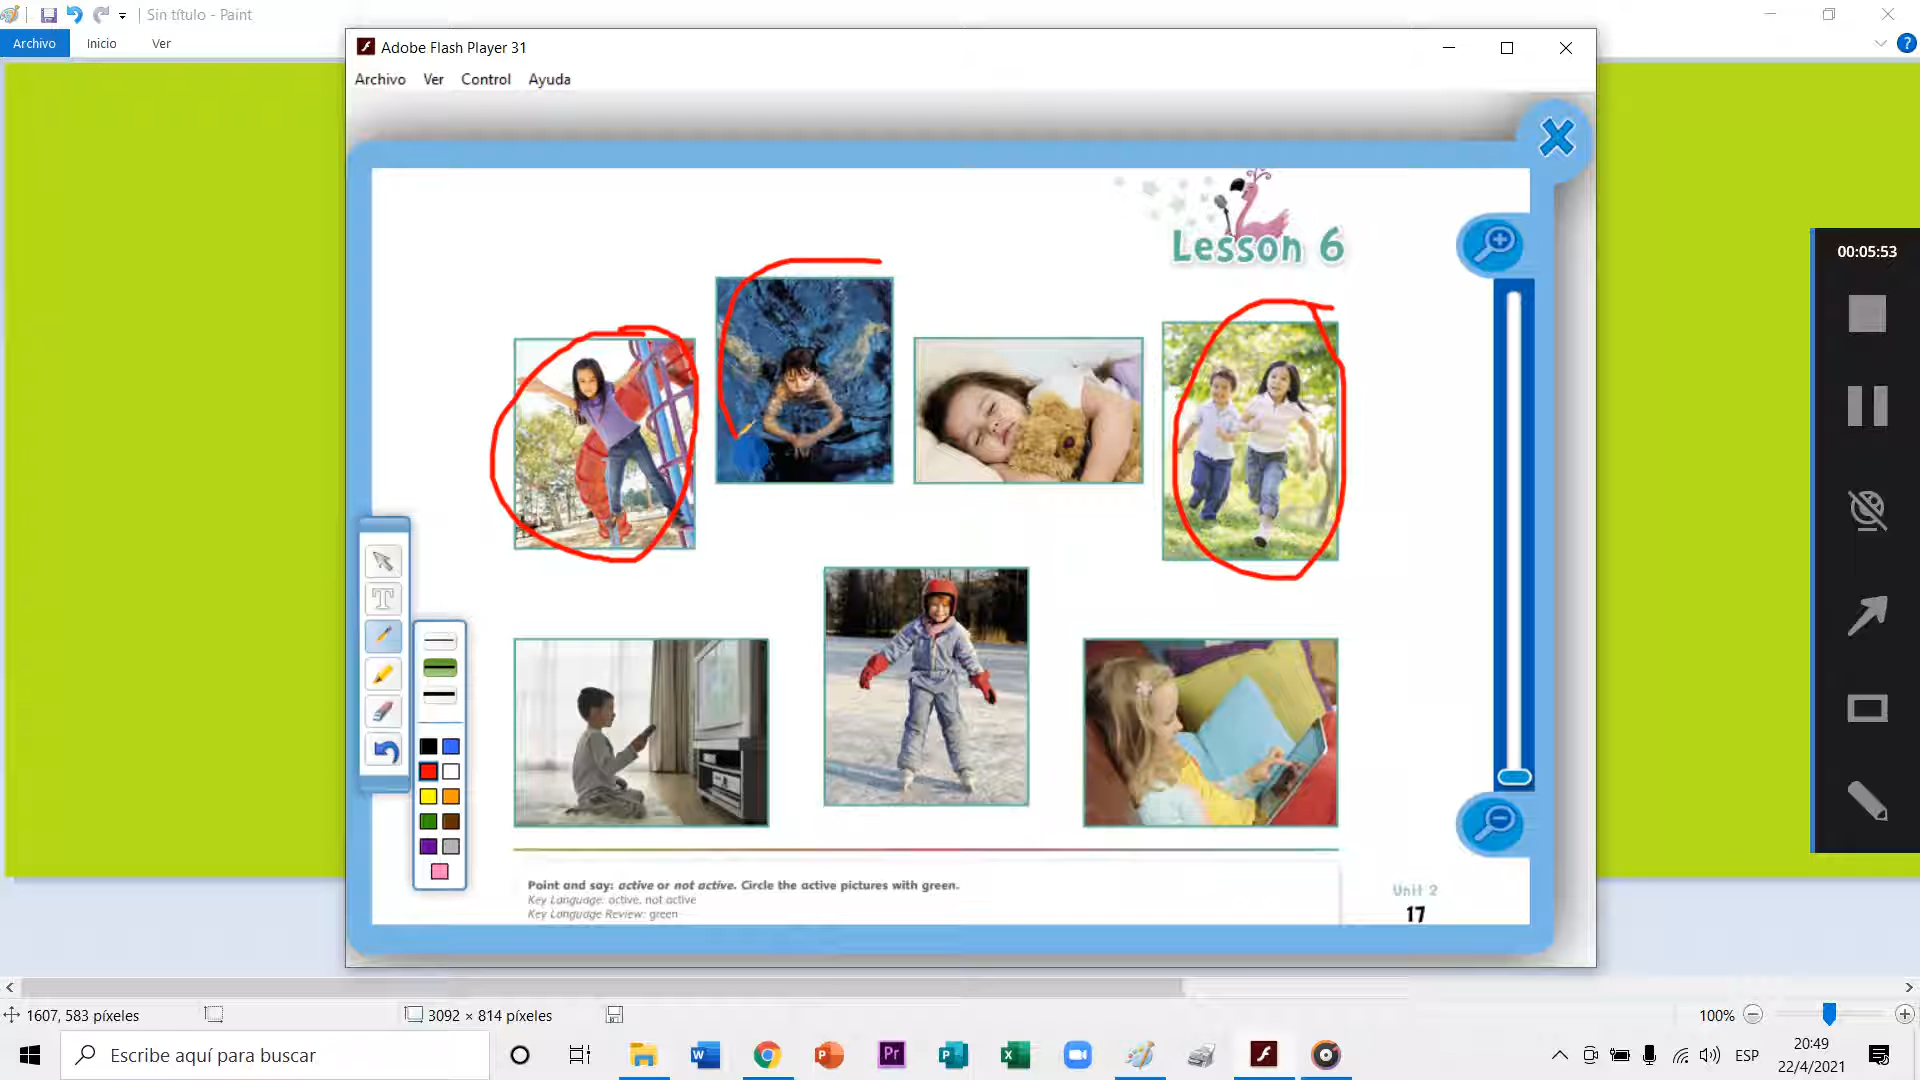 Sin título - Paint
Archivo Inicio Ver
Adobe Flash Player 31
Archivo Ver Control Ayuda
Lesson 6
00:05:53
Point and say: active or not active. Circle the active pictures with green.
Key Language: active, not active
Key Language Review: green
Unit 2
17
1607, 583 píxeles
3092 × 814 píxeles
100%
Escribe aquí para buscar
ESP
20:49
22/4/2021